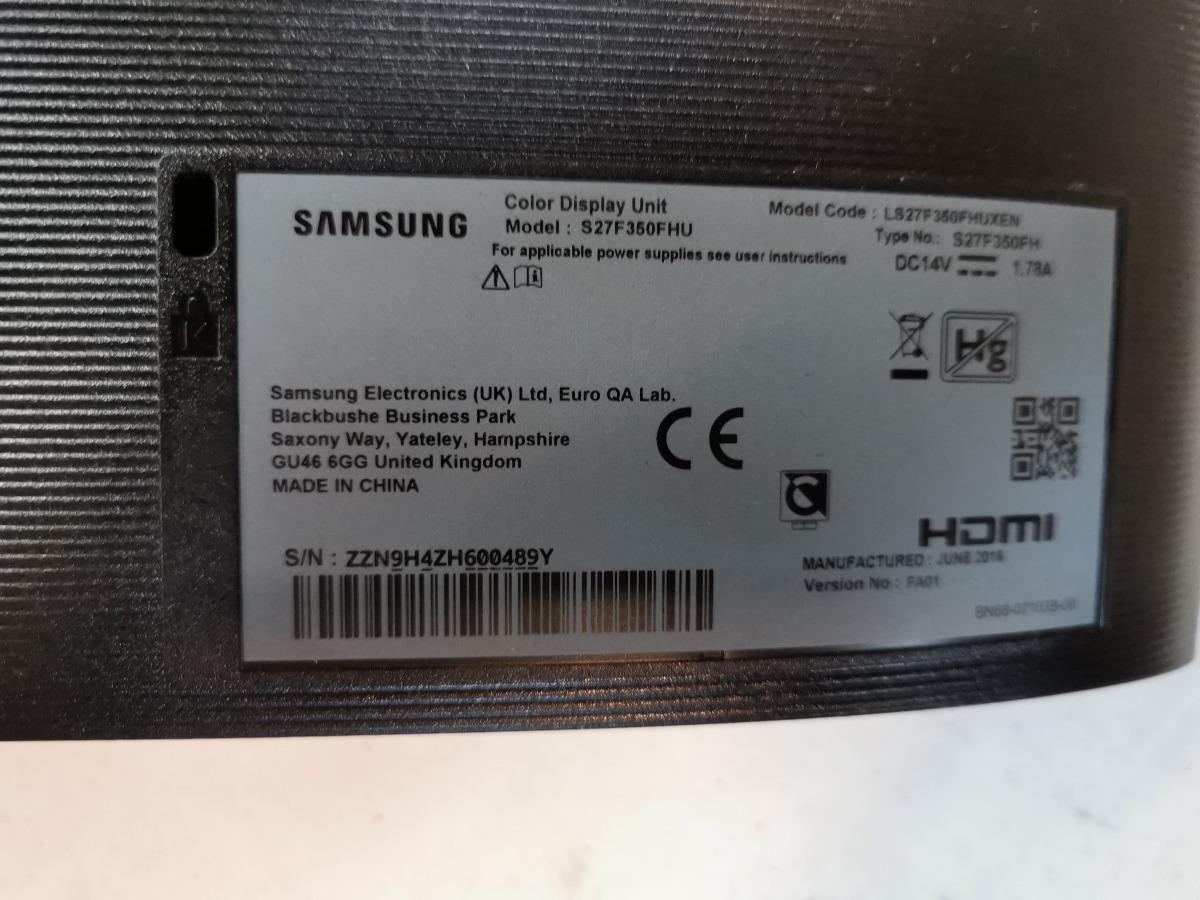 SAMSUNG
Color Display Unit
Model : S27F350FHU
Model Code : LS27F350FHUXEN
Type No.: S27F350FH
For applicable power supplies see user instructions
DC14V 1.78A
Hg
Samsung Electronics (UK) Ltd, Euro QA Lab.
Blackbushe Business Park
Saxony Way, Yateley, Hampshire
GU46 6GG United Kingdom
MADE IN CHINA
CE
HDMI
S/N : ZZN9H4ZH600489Y
MANUFACTURED : JUNE 2016
Version No : FA01